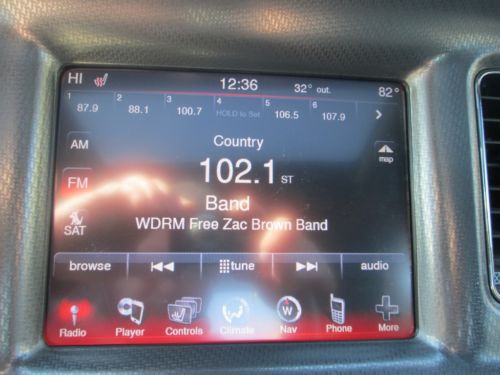 HI 12:36 32° out. 82°
1 2 3 4 5 6
87.9 88.1 100.7 HOLD to Set 106.5 107.9
Country
AM
102.1 ST
map
FM
Band
SAT
WDRM Free Zac Brown Band
browse tune audio
Radio Player Controls Climate Nav Phone More